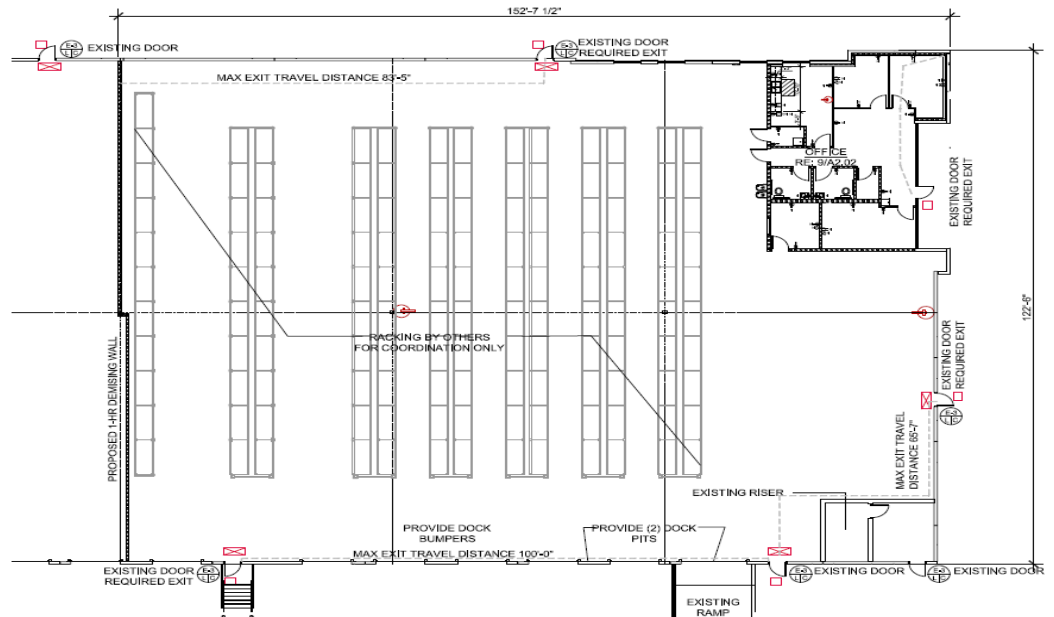 152'-7 1/2"
EXISTING DOOR
EXISTING DOOR
REQUIRED EXIT
MAX EXIT TRAVEL DISTANCE 83'-5"
OFFICE
RE: 9/A2.02
EXISTING DOOR
REQUIRED EXIT
122'-6"
RACKING BY OTHERS
FOR COORDINATION ONLY
PROPOSED 1-HR DEMISING WALL
EXISTING DOOR
REQUIRED EXIT
MAX EXIT TRAVEL
DISTANCE 65'-7"
EXISTING RISER
PROVIDE DOCK
BUMPERS
PROVIDE (2) DOCK
PITS
MAX EXIT TRAVEL DISTANCE 100'-0"
EXISTING DOOR
REQUIRED EXIT
EXISTING DOOR
EXISTING DOOR
EXISTING
RAMP